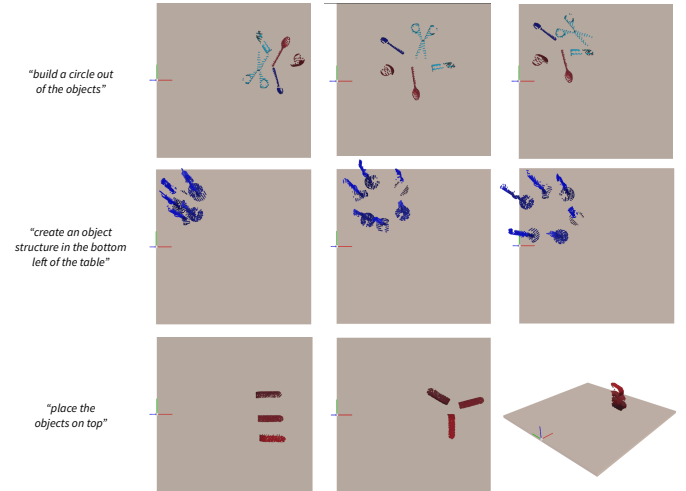 “build a circle out
of the objects”
“create an object
structure in the bottom
left of the table”
“place the
objects on top”